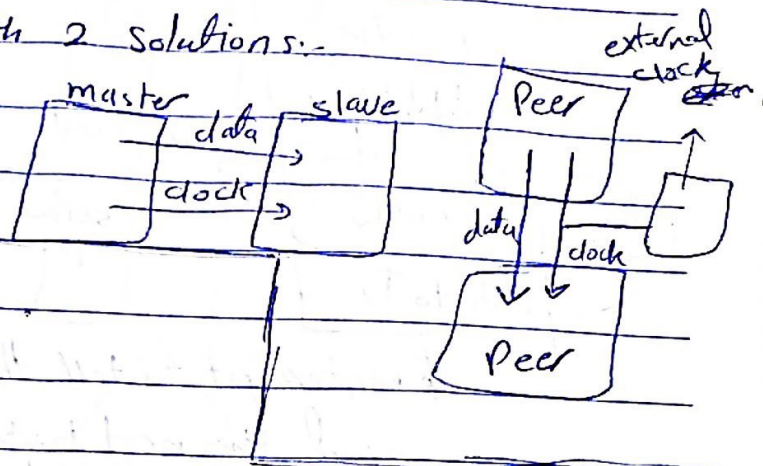 2 Solutions:-
external
clock
master
slave
Peer
data
clock
data
clock
Peer